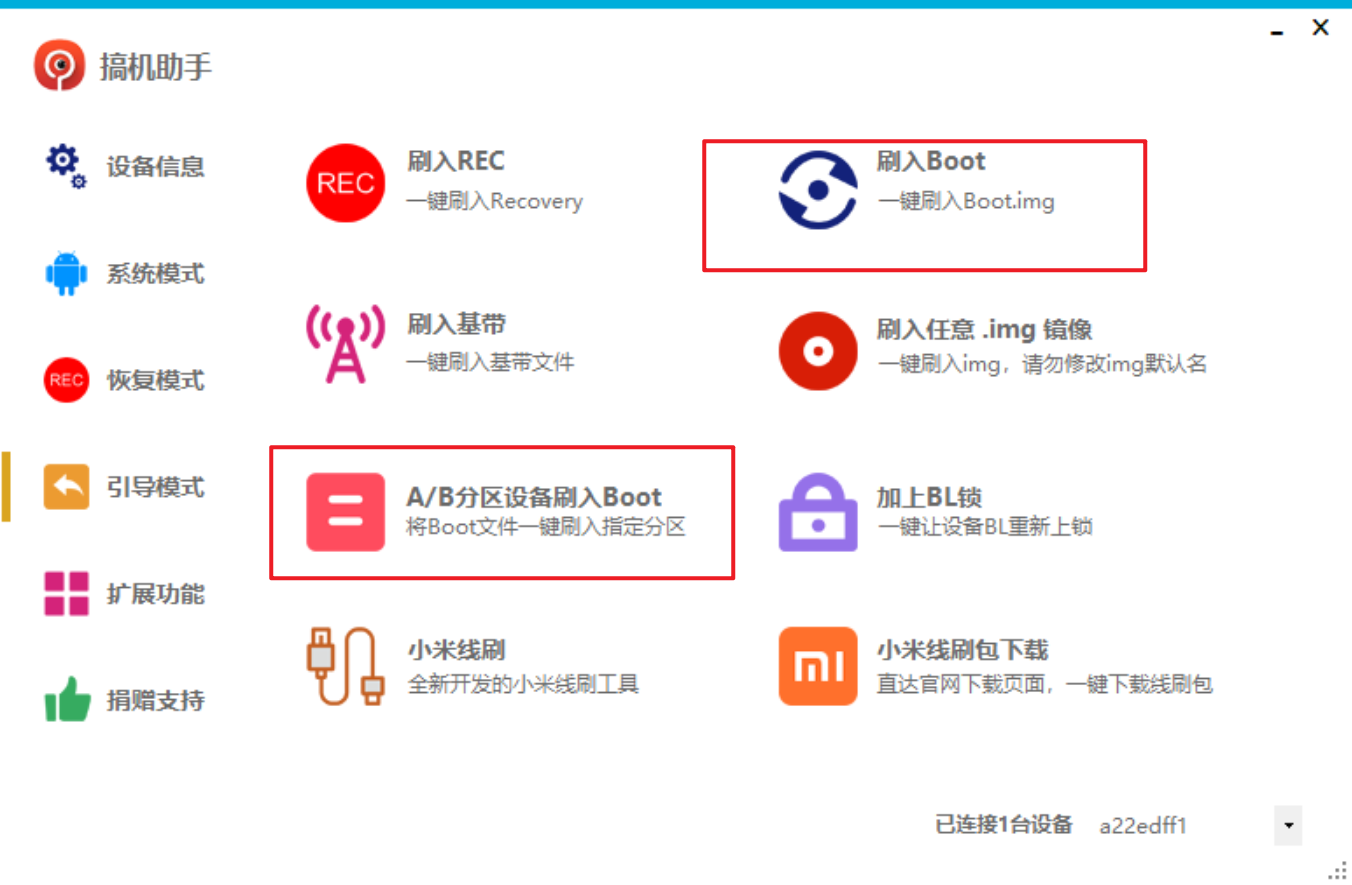 搞机助手
设备信息
系统模式
REC
恢复模式
引导模式
扩展功能
捐赠支持
REC
刷入REC
一键刷入Recovery
刷入Boot
一键刷入Boot.img
刷入基带
一键刷入基带文件
刷入任意 .img 镜像
一键刷入img，请勿修改img默认名
A/B分区设备刷入Boot
将Boot文件一键刷入指定分区
加上BL锁
一键让设备BL重新上锁
小米线刷
全新开发的小米线刷工具
小米线刷包下载
直达官网下载页面，一键下载线刷包
已连接1台设备 a22edff1